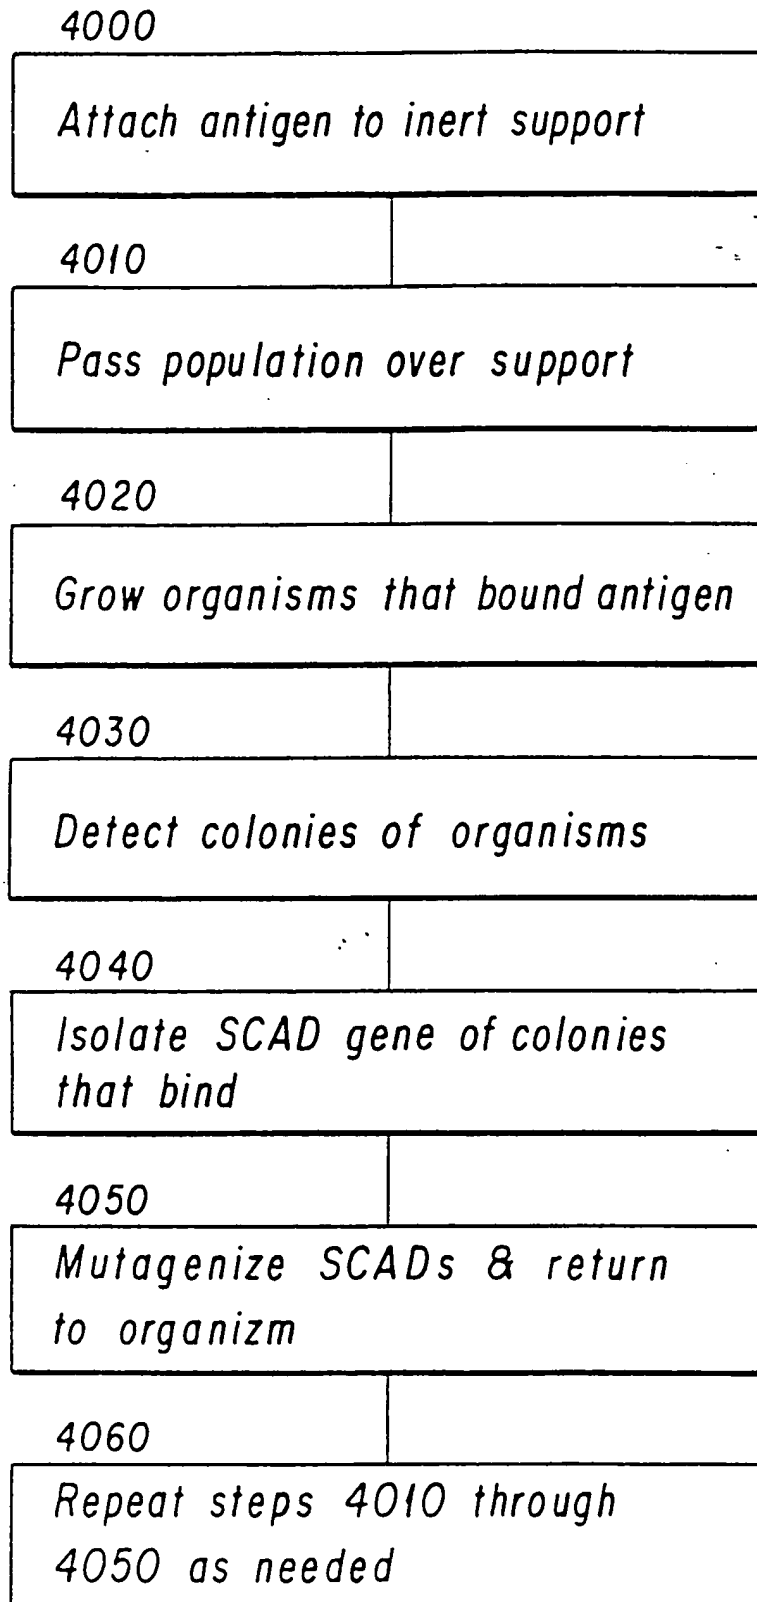 4000
Attach antigen to inert support
4010
Pass population over support
4020
Grow organisms that bound antigen
4030
Detect colonies of organisms
4040
Isolate SCAD gene of colonies
that bind
4050
Mutagenize SCADs & return
to organizm
4060
Repeat steps 4010 through
4050 as needed